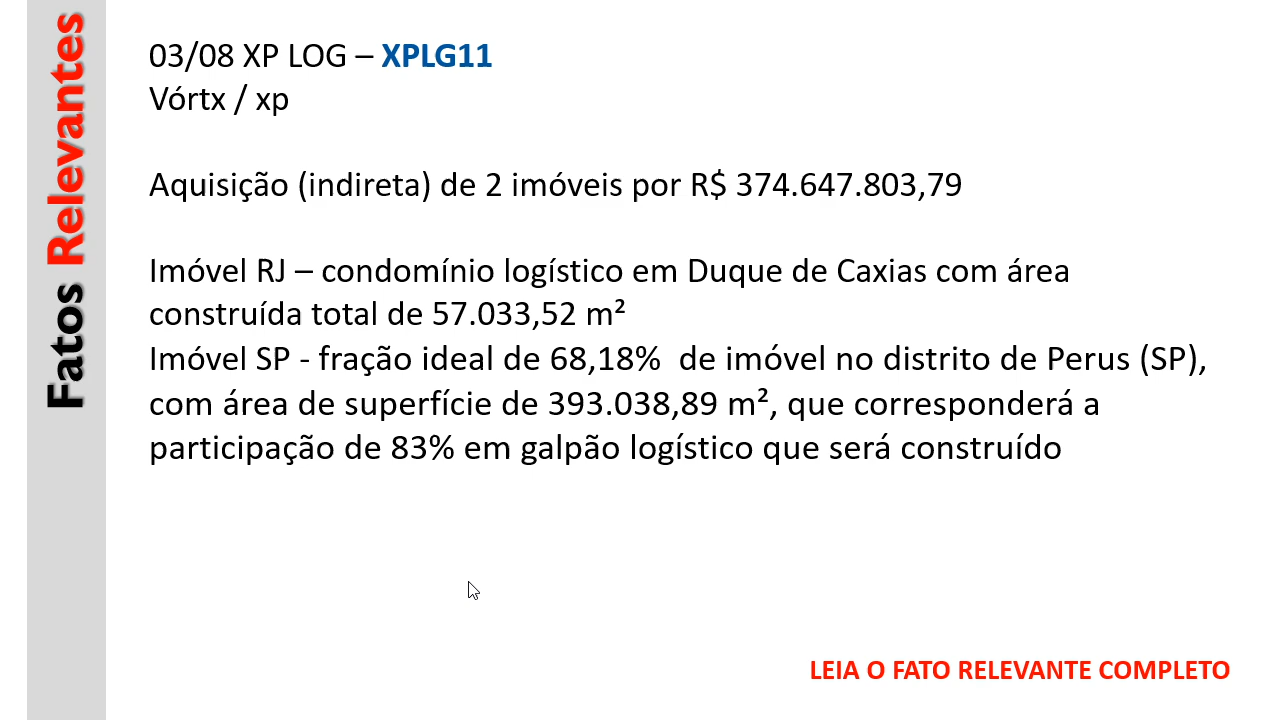 Fatos Relevantes
03/08 XP LOG – XPLG11
Vórtx / xp
Aquisição (indireta) de 2 imóveis por R$ 374.647.803,79
Imóvel RJ – condomínio logístico em Duque de Caxias com área
construída total de 57.033,52 m²
Imóvel SP - fração ideal de 68,18%  de imóvel no distrito de Perus (SP),
com área de superfície de 393.038,89 m², que corresponderá a
participação de 83% em galpão logístico que será construído
LEIA O FATO RELEVANTE COMPLETO